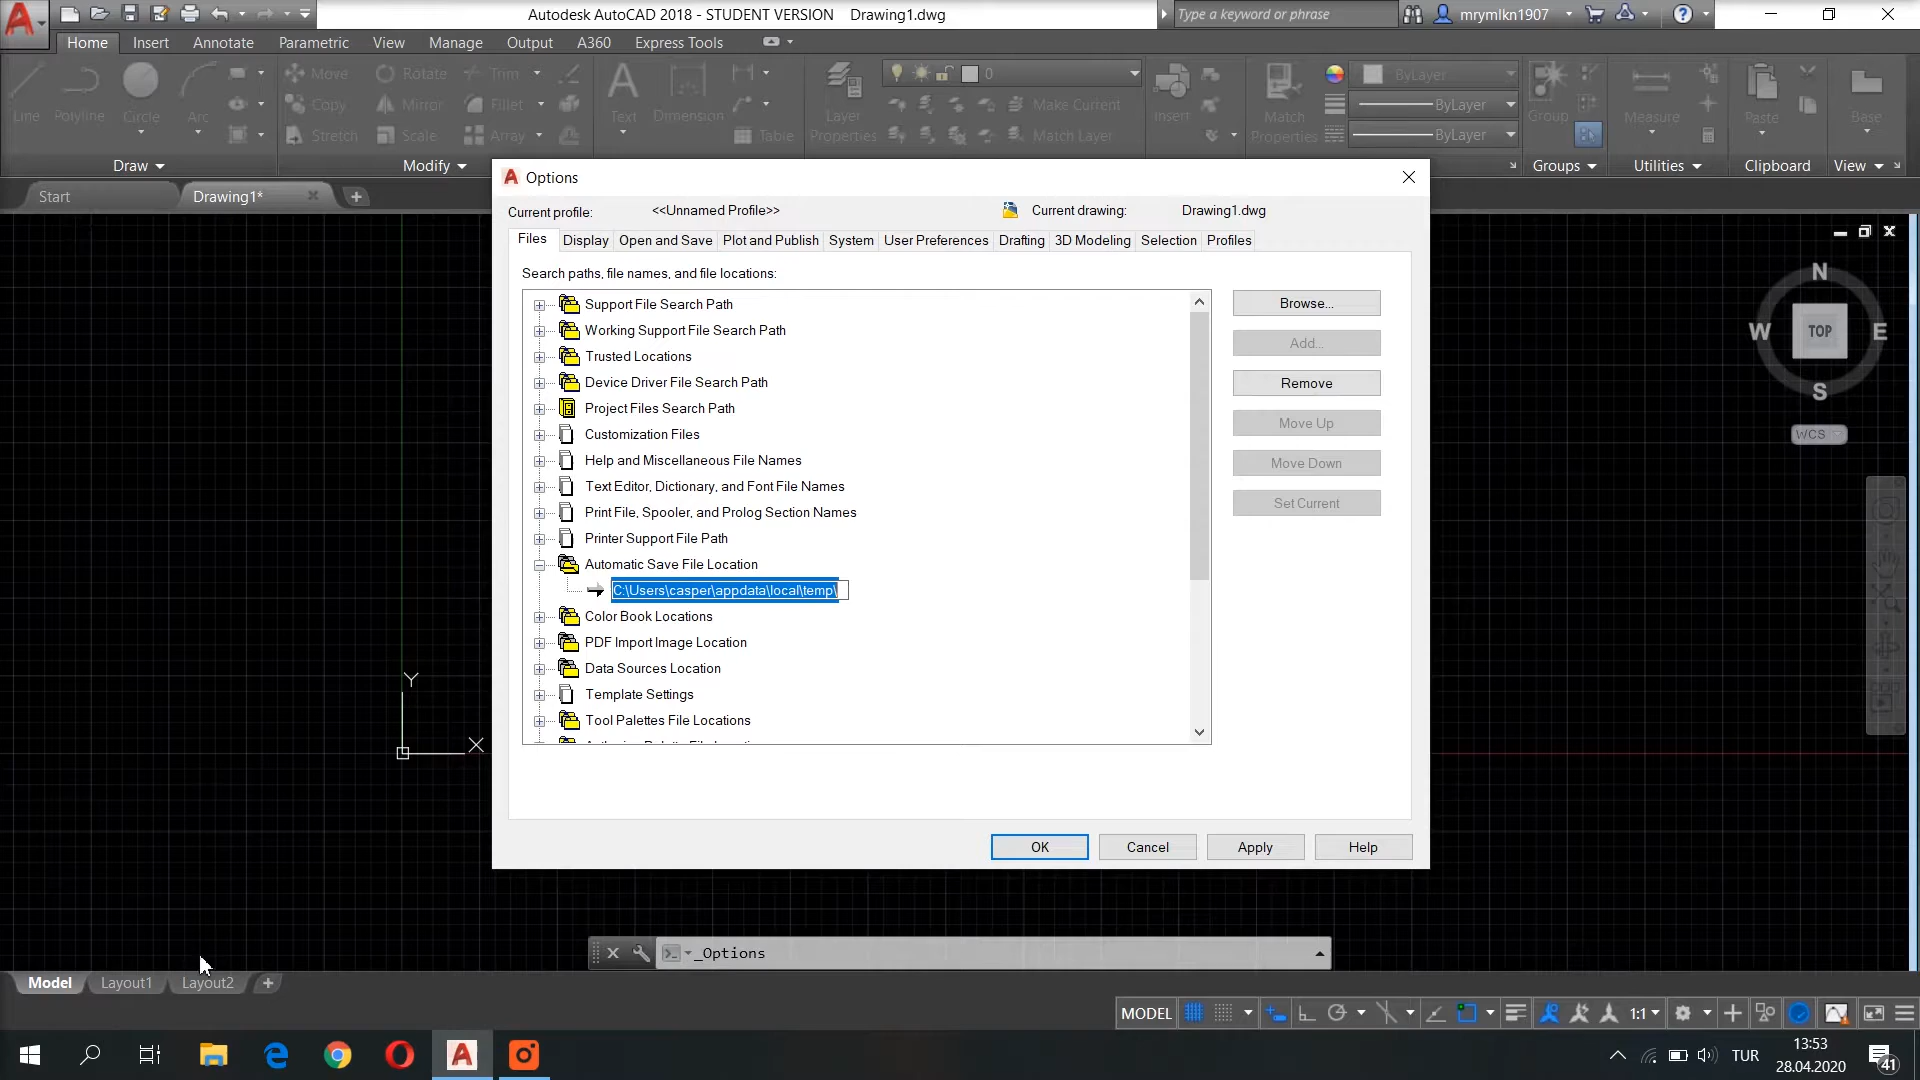 Autodesk AutoCAD 2018 - STUDENT VERSION Drawing1.dwg
Type a keyword or phrase
mrymlkn1907
Home Insert Annotate Parametric View Manage Output A360 Express Tools
Line Polyline Circle Arc
Move Rotate Trim
Copy Mirror Fillet
Stretch Scale Array
Text Dimension
Table
Layer Properties
0
Make Current
Match Layer
Insert
Match Properties
ByLayer
ByLayer
ByLayer
Group
Measure
Paste
Base
Draw Modify Groups Utilities Clipboard View
Start Drawing1*
Options
Current profile: <<Unnamed Profile>> Current drawing: Drawing1.dwg
Files Display Open and Save Plot and Publish System User Preferences Drafting 3D Modeling Selection Profiles
Search paths, file names, and file locations:
Support File Search Path
Working Support File Search Path
Trusted Locations
Device Driver File Search Path
Project Files Search Path
Customization Files
Help and Miscellaneous File Names
Text Editor, Dictionary, and Font File Names
Print File, Spooler, and Prolog Section Names
Printer Support File Path
Automatic Save File Location
C:\Users\casper\appdata\local\temp\
Color Book Locations
PDF Import Image Location
Data Sources Location
Template Settings
Tool Palettes File Locations
Browse...
Add...
Remove
Move Up
Move Down
Set Current
OK Cancel Apply Help
N
W TOP E
S
WCS
Y
X
_Options
Model Layout1 Layout2
MODEL 1:1
TUR
13:53
28.04.2020
41